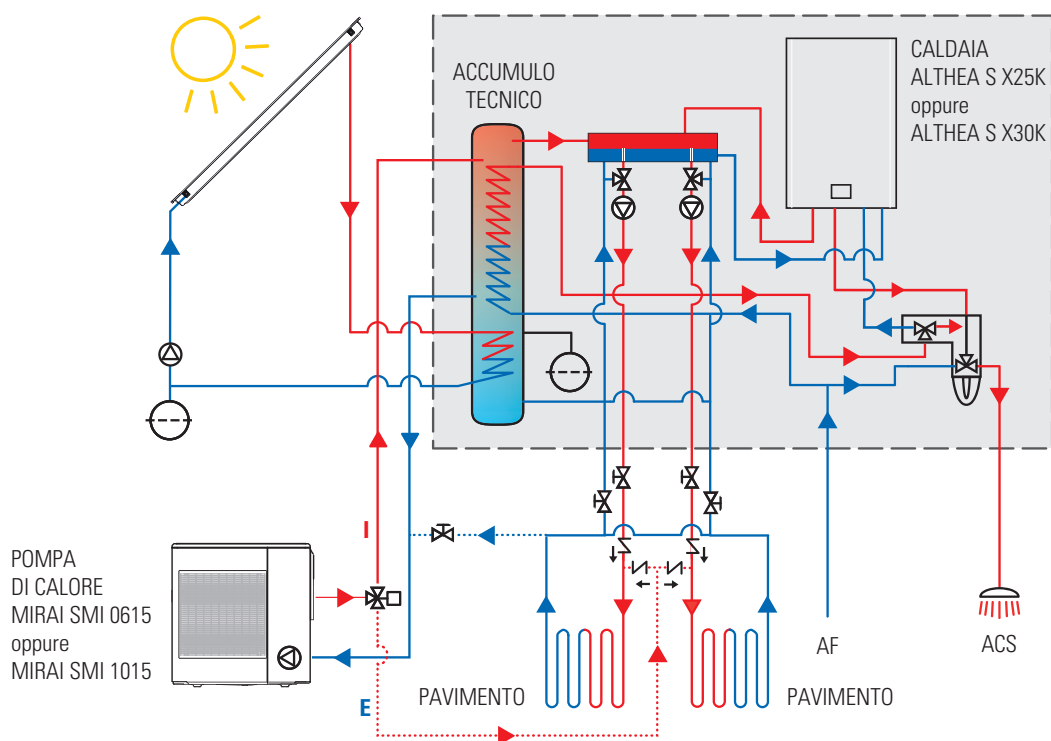 ACCUMULO
TECNICO
CALDAIA
ALTHEA S X25K
oppure
ALTHEA S X30K
I
POMPA
DI CALORE
MIRAI SMI 0615
oppure
MIRAI SMI 1015
E
PAVIMENTO
PAVIMENTO
AF
ACS